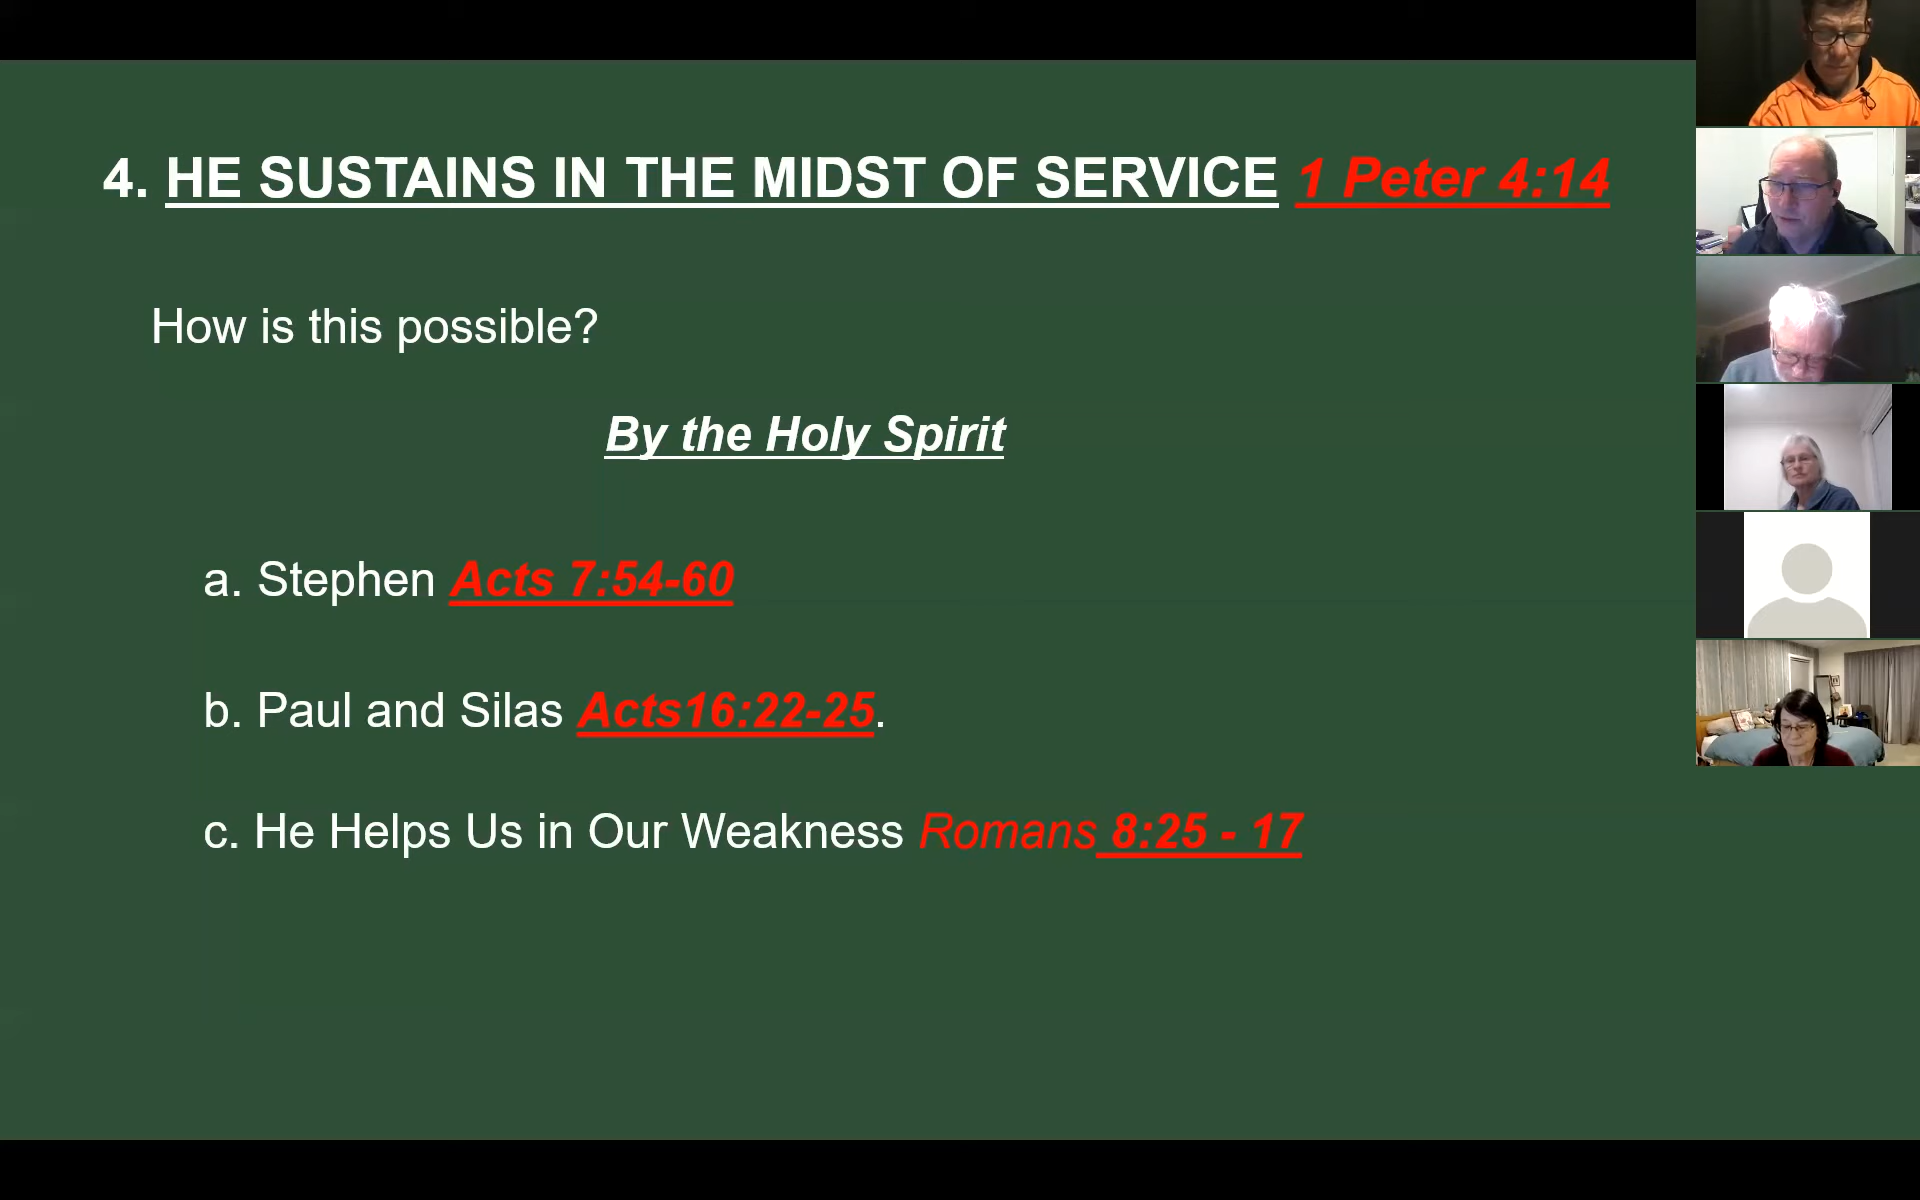 4. HE SUSTAINS IN THE MIDST OF SERVICE 1 Peter 4:14
How is this possible?
By the Holy Spirit
a. Stephen Acts 7:54-60
b. Paul and Silas Acts16:22-25.
c. He Helps Us in Our Weakness Romans 8:25 - 17